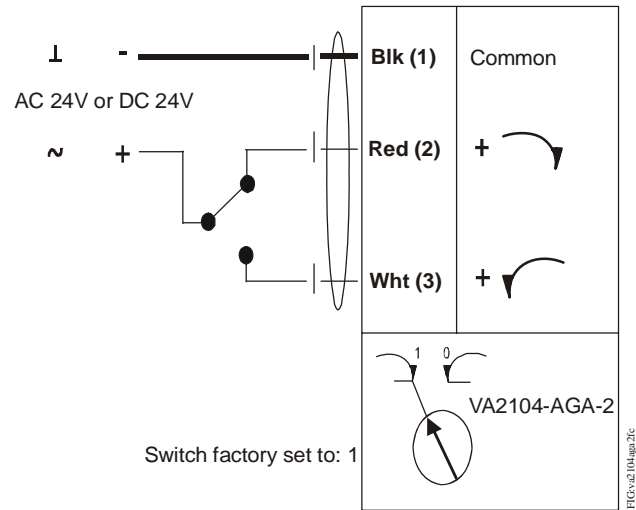 ⊥ - Blk (1) Common
AC 24V or DC 24V
~ + Red (2) +
Wht (3) +
1 0
VA2104-AGA-2
Switch factory set to: 1
FIG:va2104aga2fc